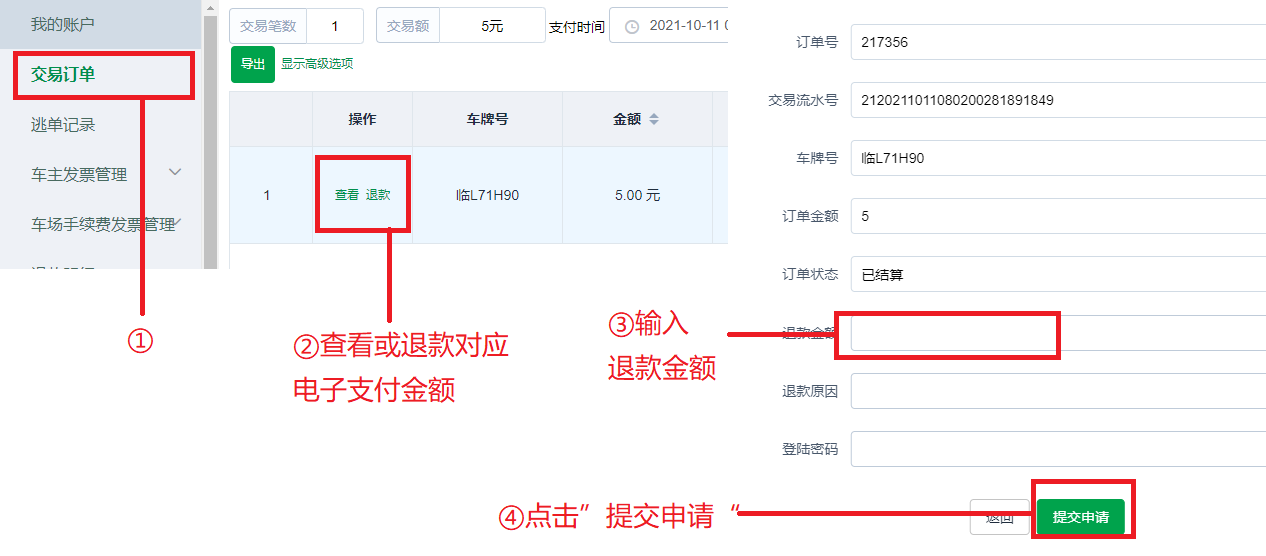 我的账户
交易订单
逃单记录
车主发票管理
车场手续费发票管理
交易笔数 1 交易额 5元 支付时间 2021-10-11 0
导出 显示高级选项
操作 车牌号 金额
1 查看 退款 临L71H90 5.00 元
①
②查看或退款对应
电子支付金额
订单号 217356
交易流水号 2120211011080200281891849
车牌号 临L71H90
订单金额 5
订单状态 已结算
③输入
退款金额
退款金额
退款原因
登陆密码
④点击”提交申请“
返回 提交申请